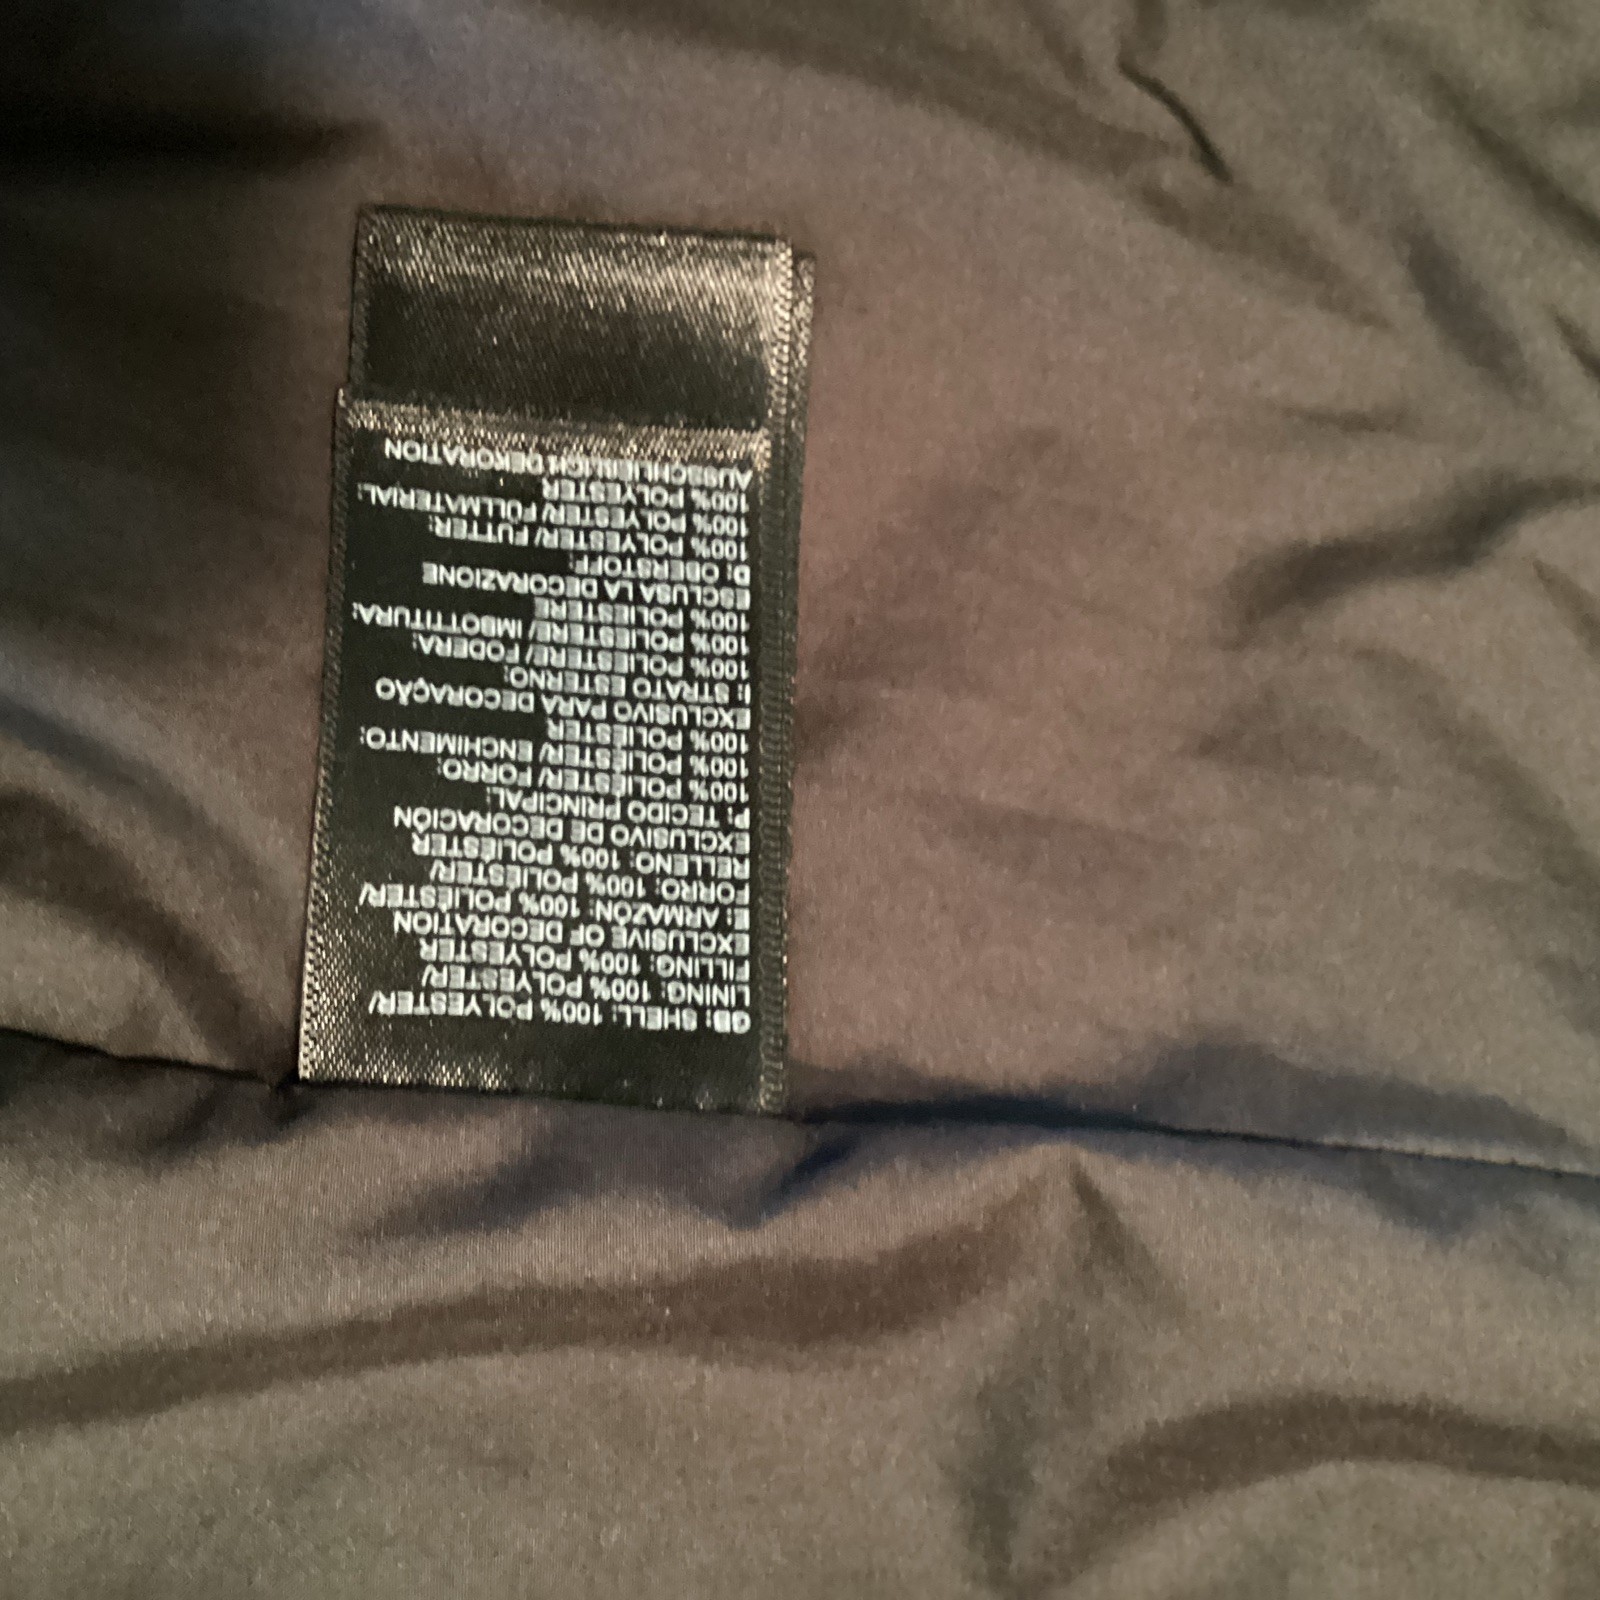 GB: SHELL: 100% POLYESTER/
LINING: 100% POLYESTER/
FILLING: 100% POLYESTER
EXCLUSIVE OF DECORATION
E: ARMAZÓN: 100% POLIÉSTER/
FORRO: 100% POLIÉSTER/
RELLENO: 100% POLIÉSTER
EXCLUSIVO DE DECORACIÓN
P: TECIDO PRINCIPAL:
100% POLIÉSTER/ FORRO:
100% POLIÉSTER/ ENCHIMENTO:
100% POLIÉSTER
EXCLUSIVO PARA DECORAÇÃO
I: STRATO ESTERNO:
100% POLIESTERE/ FODERA:
100% POLIESTERE/ IMBOTTITURA:
100% POLIESTERE
ESCLUSA LA DECORAZIONE
D: OBERSTOFF:
100% POLYESTER/ FUTTER:
100% POLYESTER/ FÜLLMATERIAL:
100% POLYESTER
AUSSCHLIEßLICH DEKORATION